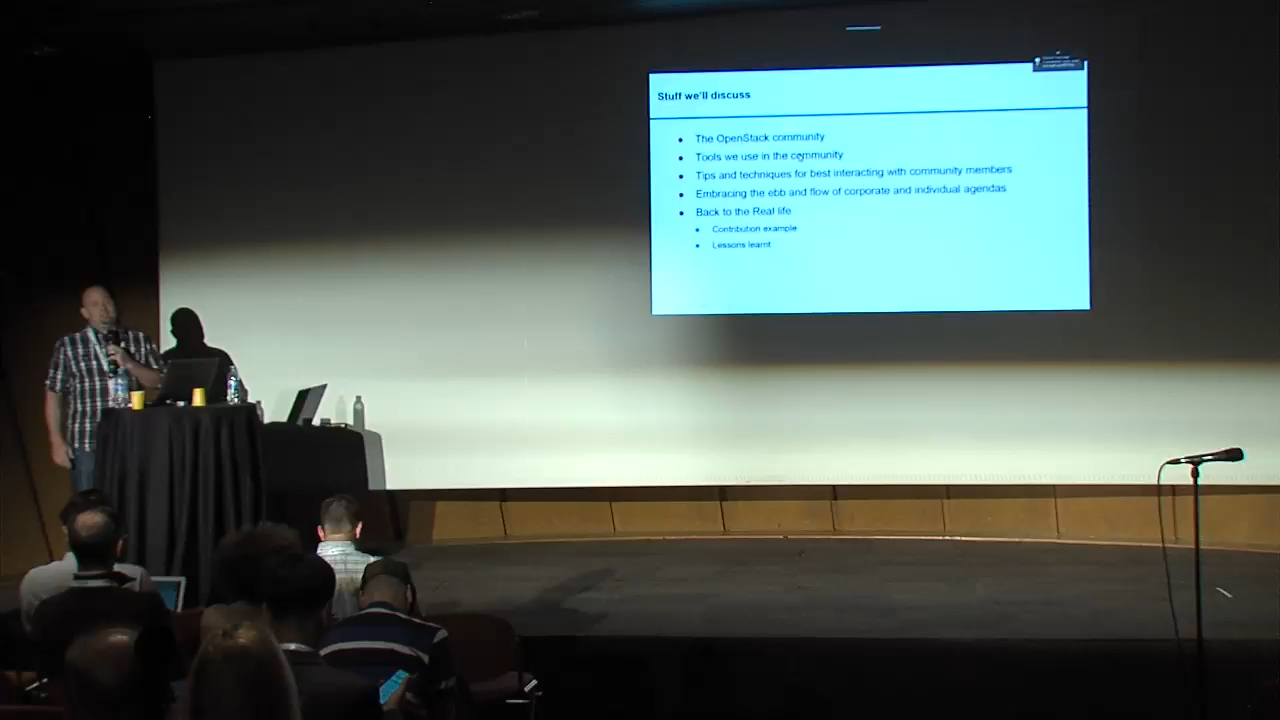 Stuff we'll discuss
The OpenStack community
Tools we use in the community
Tips and techniques for best interacting with community members
Embracing the ebb and flow of corporate and individual agendas
Back to the Real life
Contribution example
Lessons learnt